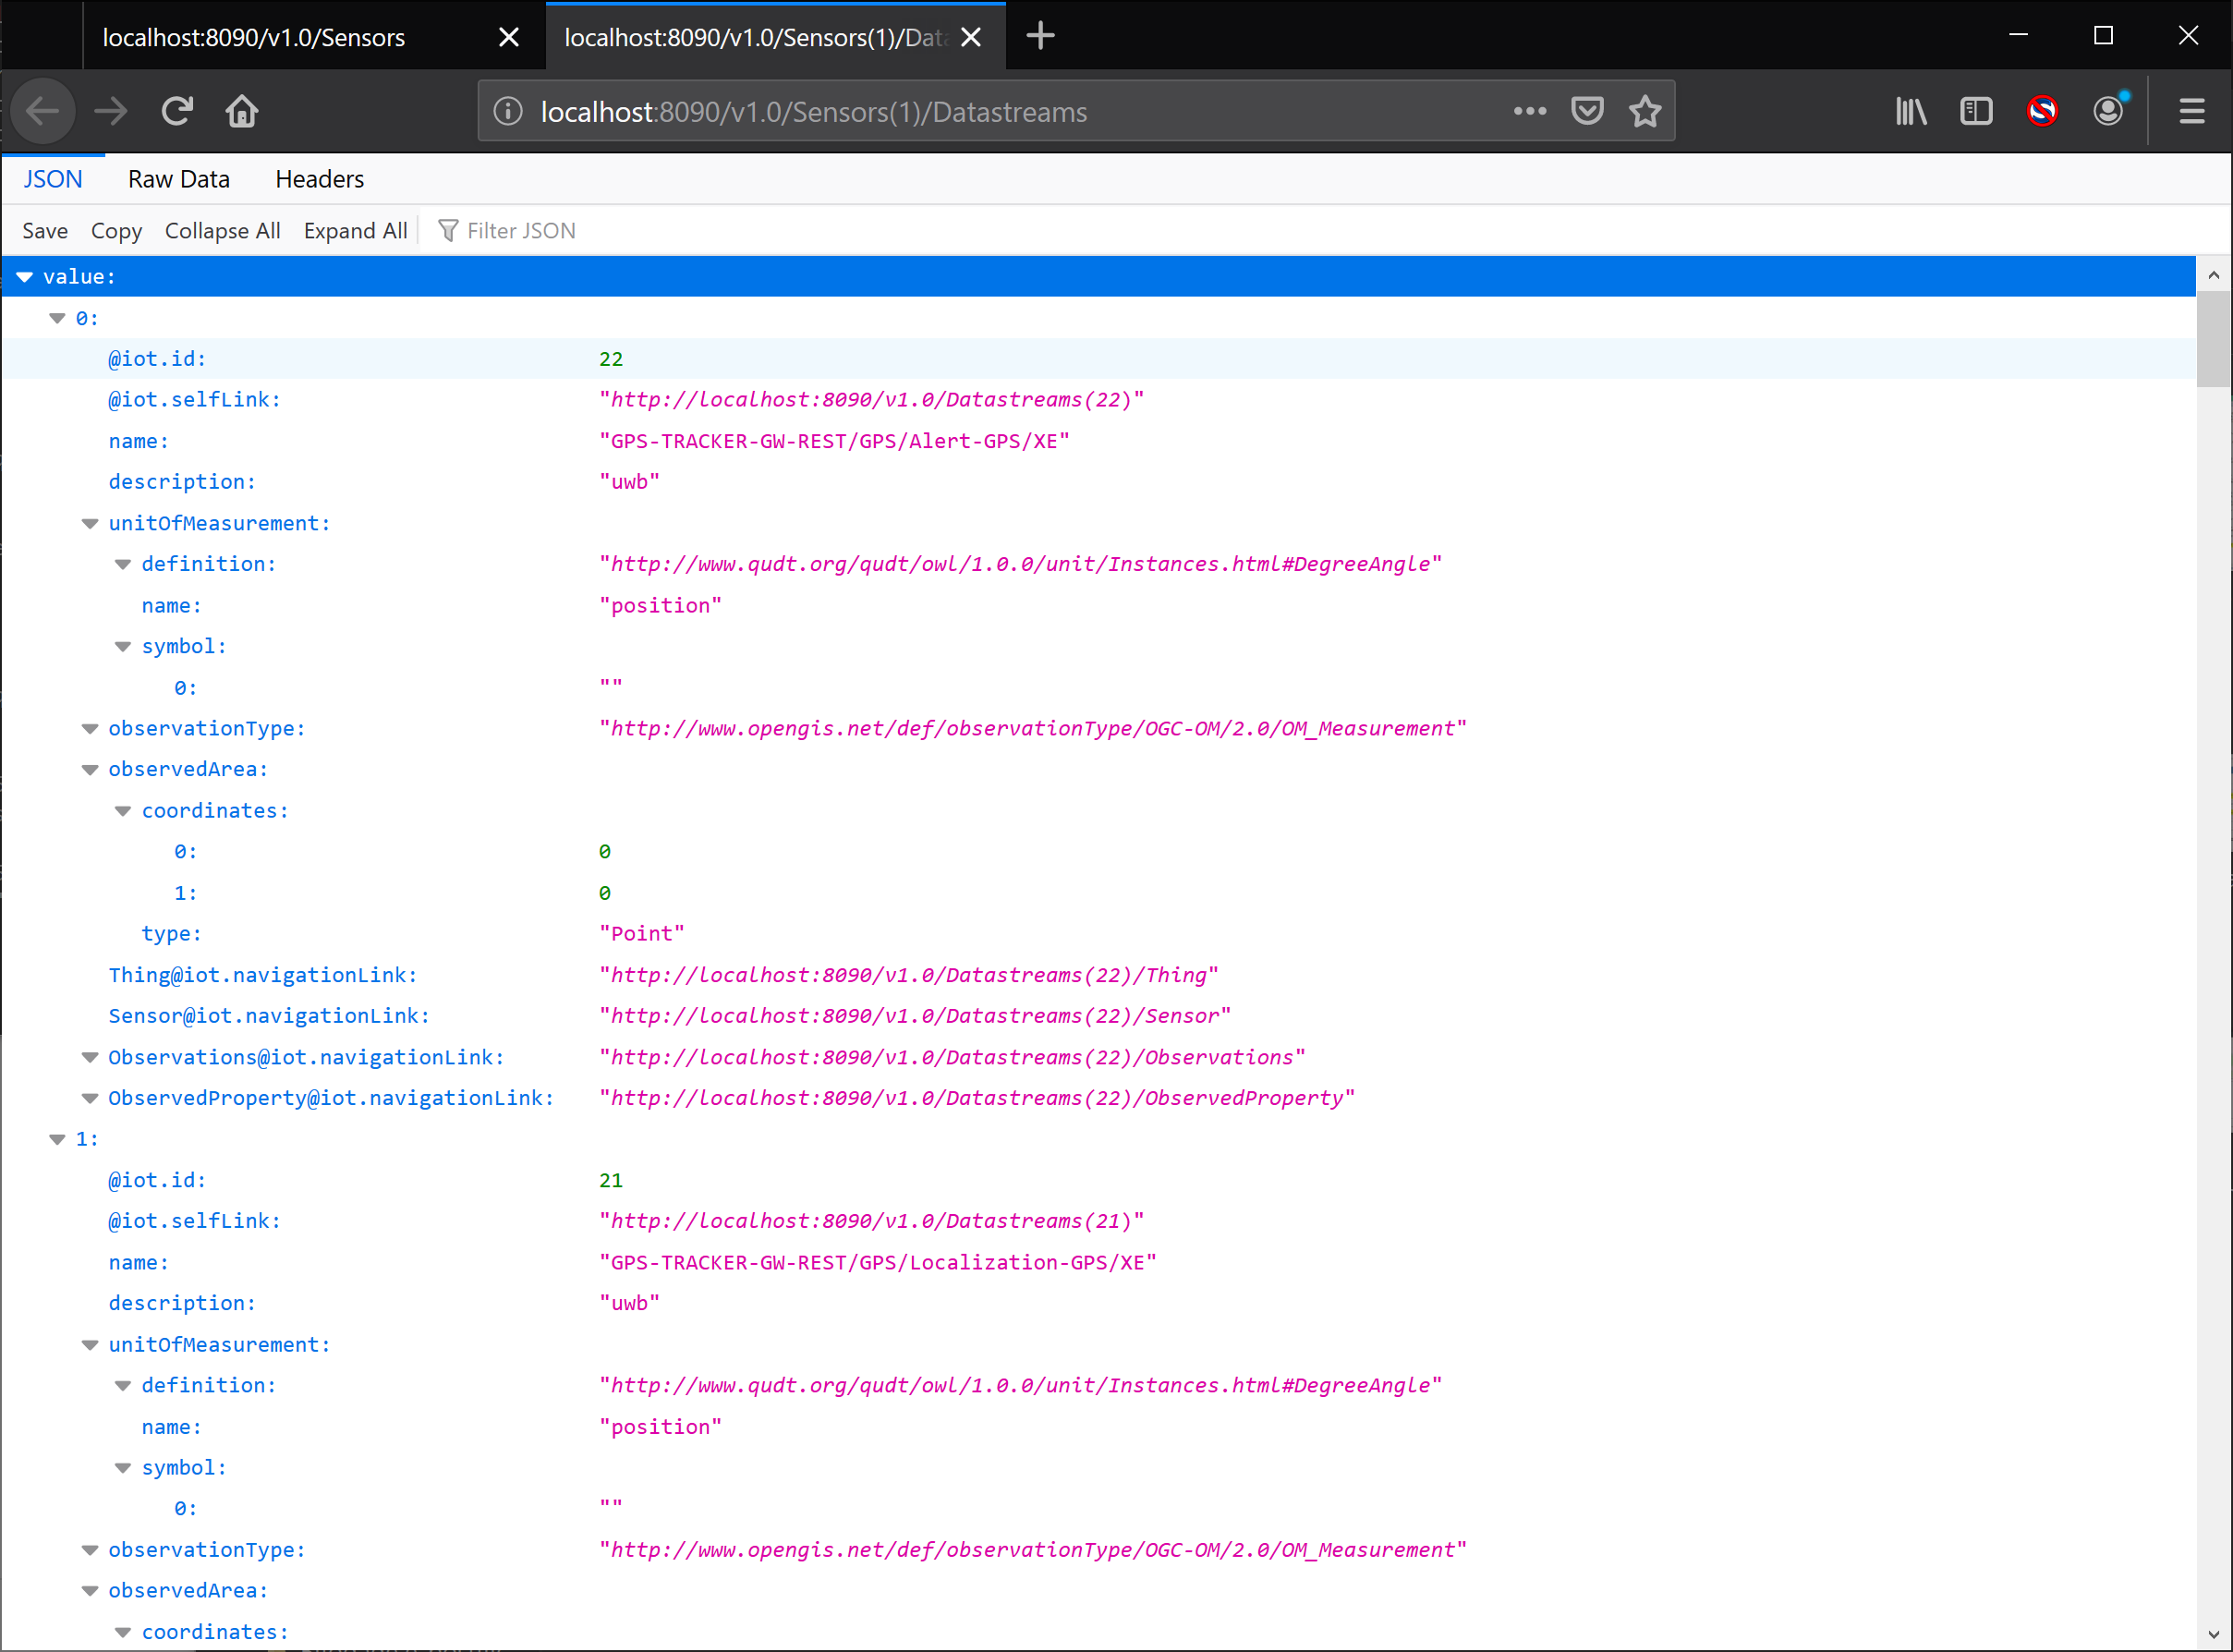 localhost:8090/v1.0/Sensors
localhost:8090/v1.0/Sensors(1)/Data
localhost:8090/v1.0/Sensors(1)/Datastreams
JSON Raw Data Headers
Save Copy Collapse All Expand All Filter JSON
value:
0:
@iot.id: 22
@iot.selfLink: "http://localhost:8090/v1.0/Datastreams(22)"
name: "GPS-TRACKER-GW-REST/GPS/Alert-GPS/XE"
description: "uwb"
unitOfMeasurement:
definition: "http://www.qudt.org/qudt/owl/1.0.0/unit/Instances.html#DegreeAngle"
name: "position"
symbol:
0: ""
observationType: "http://www.opengis.net/def/observationType/OGC-OM/2.0/OM_Measurement"
observedArea:
coordinates:
0: 0
1: 0
type: "Point"
Thing@iot.navigationLink: "http://localhost:8090/v1.0/Datastreams(22)/Thing"
Sensor@iot.navigationLink: "http://localhost:8090/v1.0/Datastreams(22)/Sensor"
Observations@iot.navigationLink: "http://localhost:8090/v1.0/Datastreams(22)/Observations"
ObservedProperty@iot.navigationLink: "http://localhost:8090/v1.0/Datastreams(22)/ObservedProperty"
1:
@iot.id: 21
@iot.selfLink: "http://localhost:8090/v1.0/Datastreams(21)"
name: "GPS-TRACKER-GW-REST/GPS/Localization-GPS/XE"
description: "uwb"
unitOfMeasurement:
definition: "http://www.qudt.org/qudt/owl/1.0.0/unit/Instances.html#DegreeAngle"
name: "position"
symbol:
0: ""
observationType: "http://www.opengis.net/def/observationType/OGC-OM/2.0/OM_Measurement"
observedArea:
coordinates: